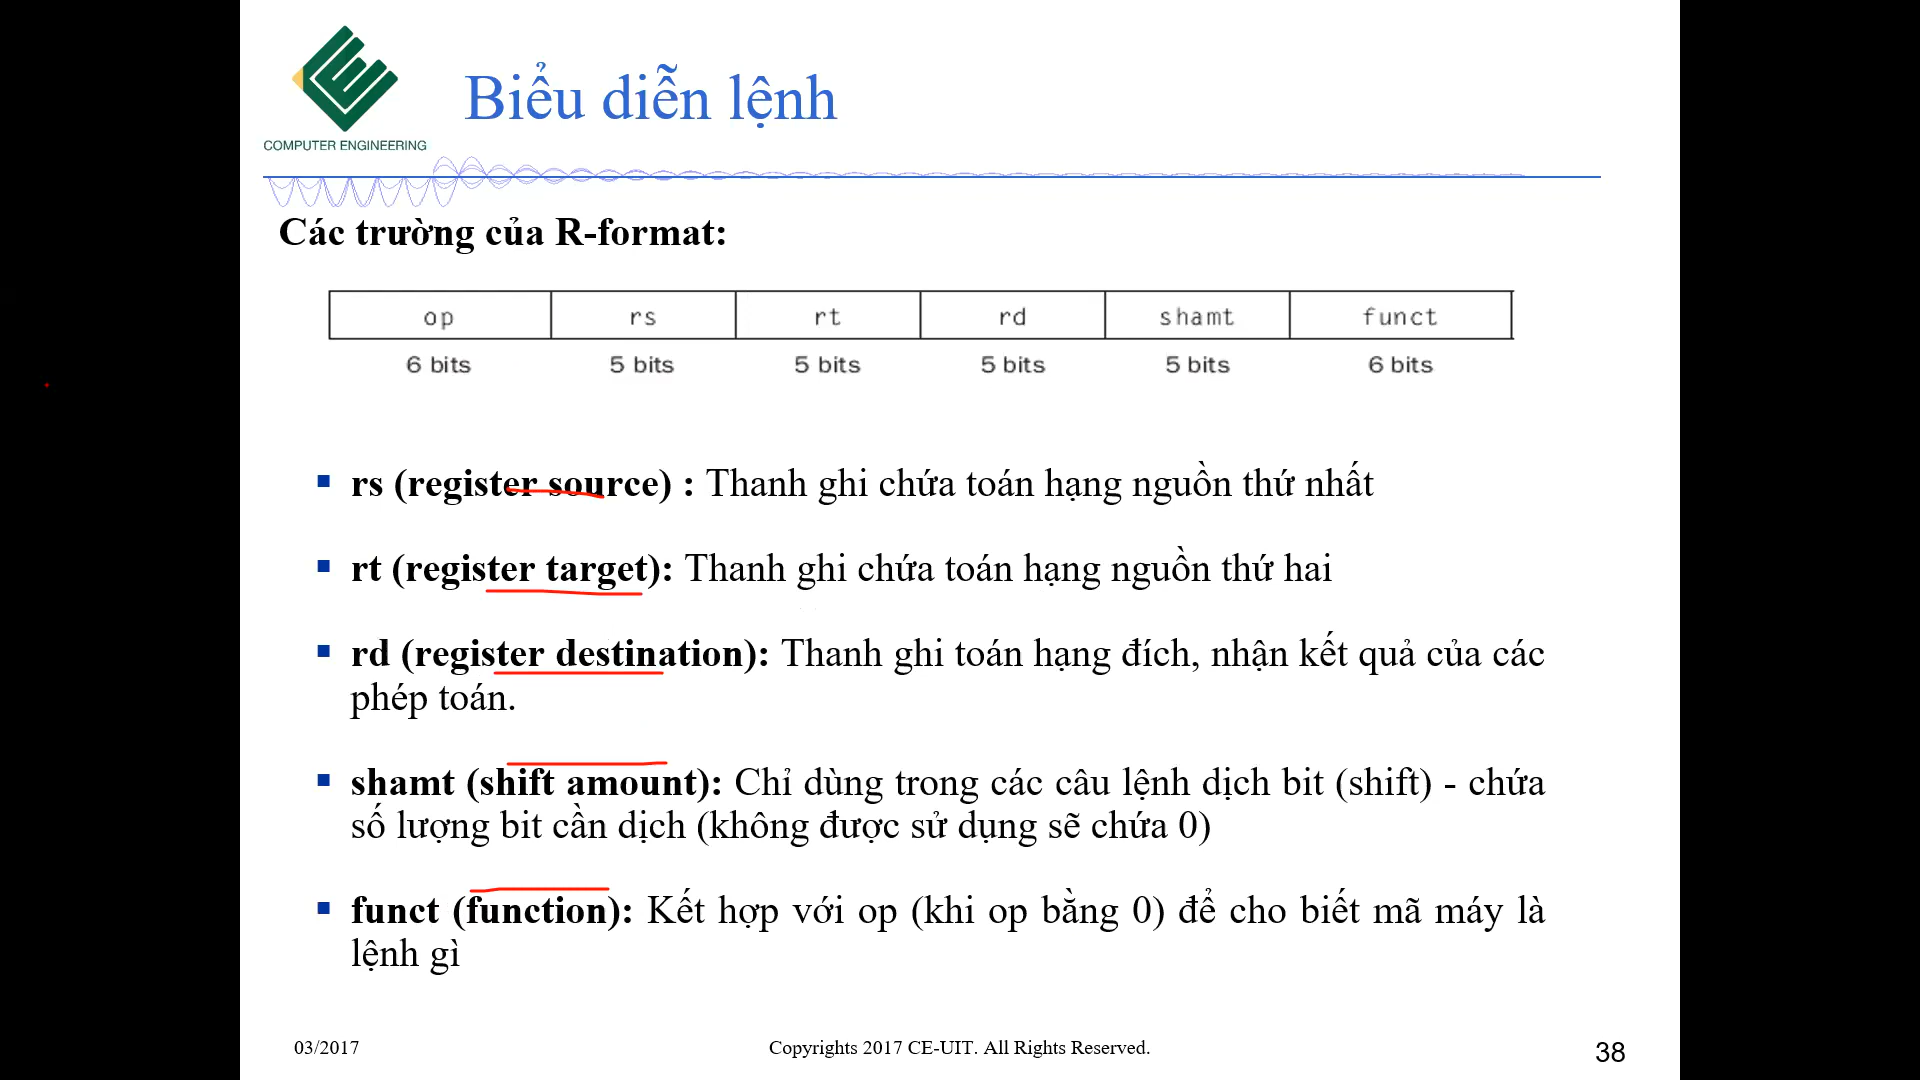 COMPUTER ENGINEERING
Biểu diễn lệnh
Các trường của R-format:
op rs rt rd shamt funct
6 bits 5 bits 5 bits 5 bits 5 bits 6 bits
rs (register source) : Thanh ghi chứa toán hạng nguồn thứ nhất
rt (register target): Thanh ghi chứa toán hạng nguồn thứ hai
rd (register destination): Thanh ghi toán hạng đích, nhận kết quả của các
phép toán.
shamt (shift amount): Chỉ dùng trong các câu lệnh dịch bit (shift) - chứa
số lượng bit cần dịch (không được sử dụng sẽ chứa 0)
funct (function): Kết hợp với op (khi op bằng 0) để cho biết mã máy là
lệnh gì
03/2017 Copyrights 2017 CE-UIT. All Rights Reserved. 38